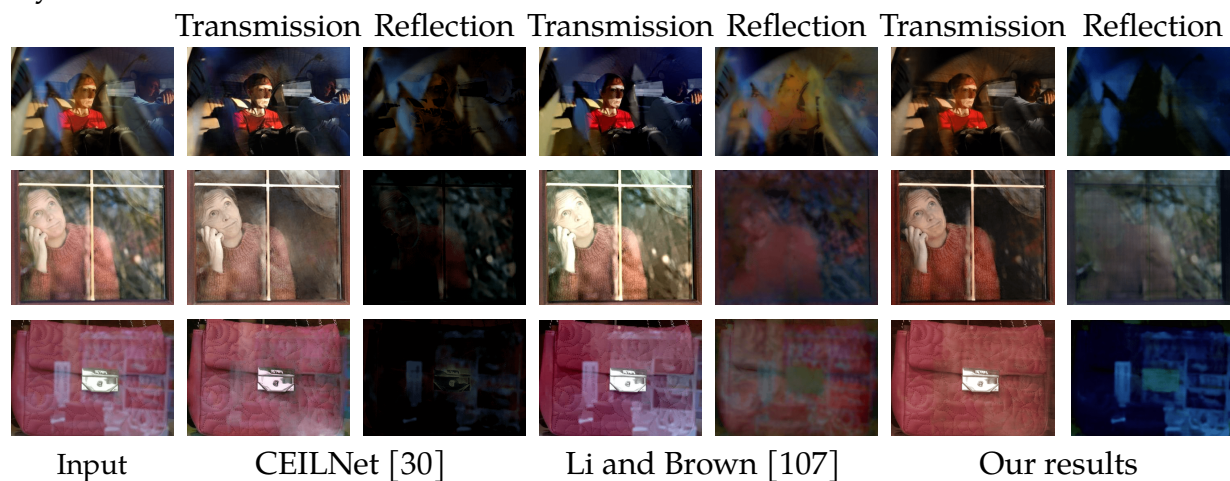 Transmission Reflection Transmission Reflection Transmission Reflection
Input CEILNet [30] Li and Brown [107] Our results